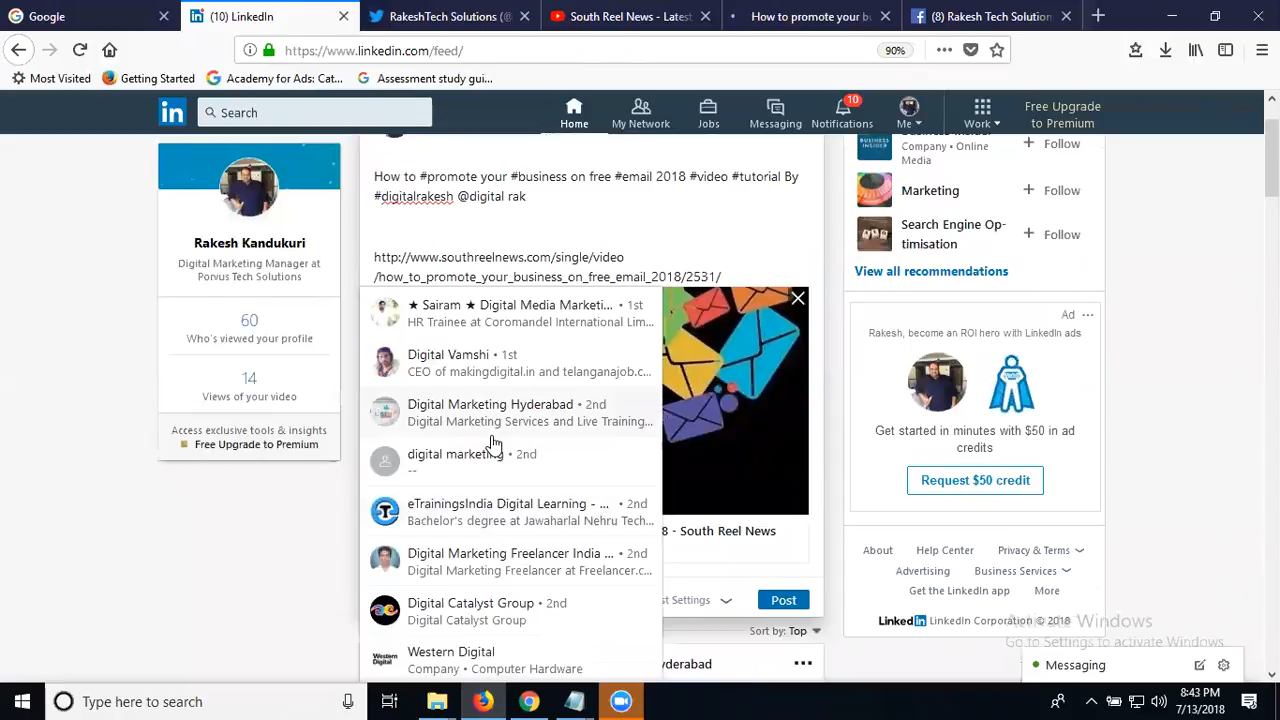 Google
(10) LinkedIn
RakeshTech Solutions (@
South Reel News - Latest
How to promote your bu
(8) Rakesh Tech Solution
https://www.linkedin.com/feed/
90%
Most Visited
Getting Started
Academy for Ads: Cat...
Assessment study gui...
in
Search
Home
My Network
Jobs
Messaging
10
Notifications
Me
Work
Free Upgrade
to Premium
Rakesh Kandukuri
Digital Marketing Manager at
Porvus Tech Solutions
60
Who's viewed your profile
14
Views of your video
Access exclusive tools & insights
Free Upgrade to Premium
How to #promote your #business on free #email 2018 #video #tutorial By
#digitalrakesh @digital rak
http://www.southreelnews.com/single/video
/how_to_promote_your_business_on_free_email_2018/2531/
★ Sairam ★ Digital Media Marketi... • 1st
HR Trainee at Coromandel International Lim...
Digital Vamshi • 1st
CEO of makingdigital.in and telanganajob.c...
Digital Marketing Hyderabad • 2nd
Digital Marketing Services and Live Training...
digital marketing • 2nd
--
eTrainingsIndia Digital Learning - ... • 2nd
Bachelor's degree at Jawaharlal Nehru Tech...
Digital Marketing Freelancer India ... • 2nd
Digital Marketing Freelancer at Freelancer.c...
Digital Catalyst Group • 2nd
Digital Catalyst Group
Western Digital
Company • Computer Hardware
8 - South Reel News
st Settings
Post
Sort by: Top
yderabad
Company • Online
Media
Follow
Marketing
Follow
Search Engine Op-
timisation
Follow
View all recommendations
Ad
Rakesh, become an ROI hero with LinkedIn ads
Get started in minutes with $50 in ad
credits
Request $50 credit
About Help Center Privacy & Terms
Advertising Business Services
Get the LinkedIn app More
LinkedIn LinkedIn Corporation © 2018
Activate Windows
Go to Settings to activate Windows.
Messaging
Type here to search
8:43 PM
7/13/2018